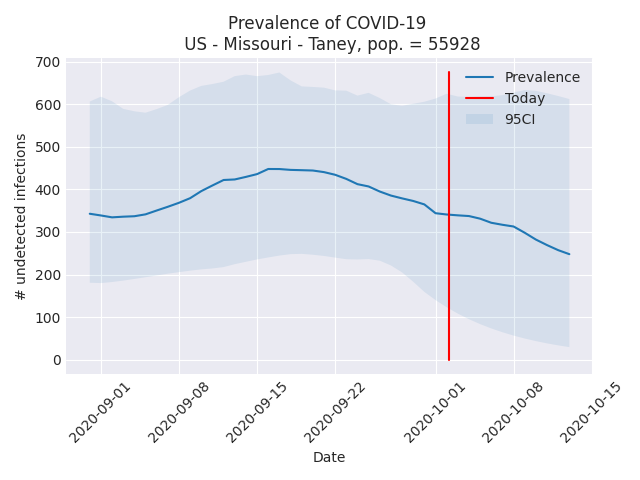 Prevalence of COVID-19
US - Missouri - Taney, pop. = 55928
Prevalence
Today
95CI
# undetected infections
700
600
500
400
300
200
100
0
2020-09-01
2020-09-08
2020-09-15
2020-09-22
2020-10-01
2020-10-08
2020-10-15
Date